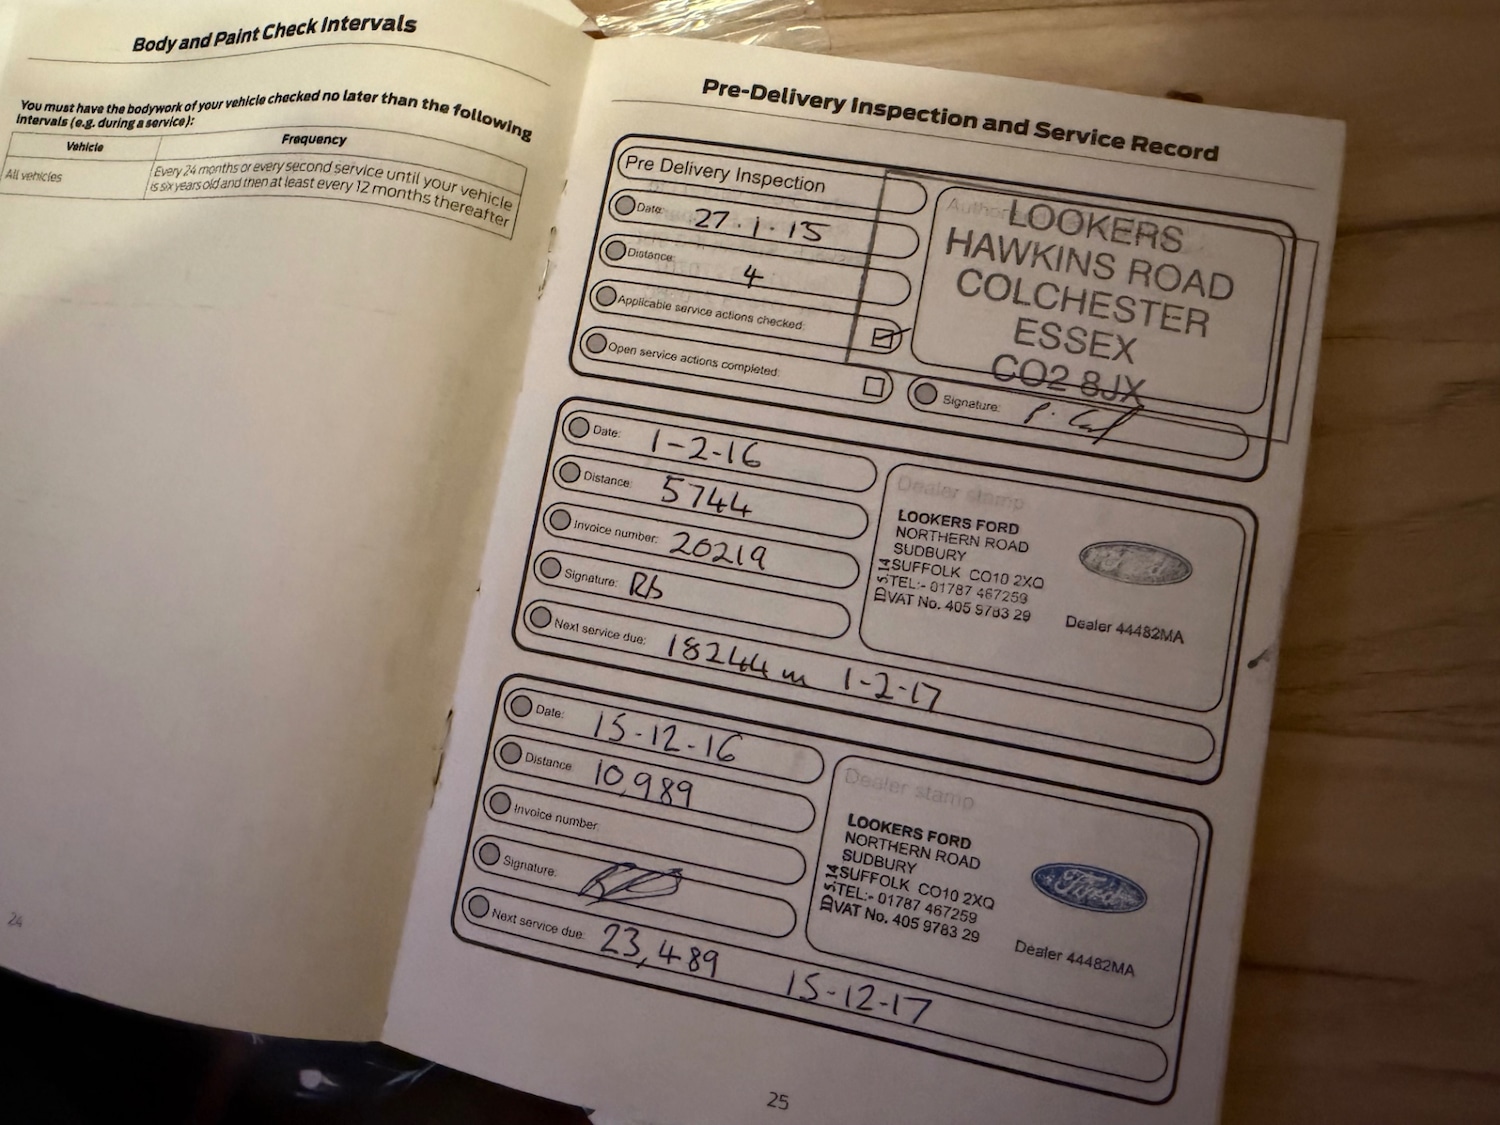 Body and Paint Check Intervals
You must have the bodywork of your vehicle checked no later than the following
intervals (e.g. during a service):
Vehicle Frequency
All vehicles Every 24 months or every second service until your vehicle
is six years old and then at least every 12 months thereafter
24
Pre-Delivery Inspection and Service Record
Pre Delivery Inspection
Date: 27.1.15
Distance: 4
Applicable service actions checked:
Open service actions completed:
LOOKERS
HAWKINS ROAD
COLCHESTER
ESSEX
CO2 8JX
Signature:
Date: 1-2-16
Distance: 5744
Invoice number: 20219
Signature: Rb
Next service due: 18244 m 1-2-17
Dealer stamp
LOOKERS FORD
NORTHERN ROAD
SUDBURY
SUFFOLK CO10 2XQ
TEL:- 01787 467259
VAT No. 405 9783 29
Ford
Dealer 44482MA
Date: 15-12-16
Distance 10,989
Invoice number
Signature:
Next service due: 23,489 15-12-17
Dealer stamp
LOOKERS FORD
NORTHERN ROAD
SUDBURY
SUFFOLK CO10 2XQ
TEL:- 01787 467259
VAT No. 405 9783 29
Ford
Dealer 44482MA
25